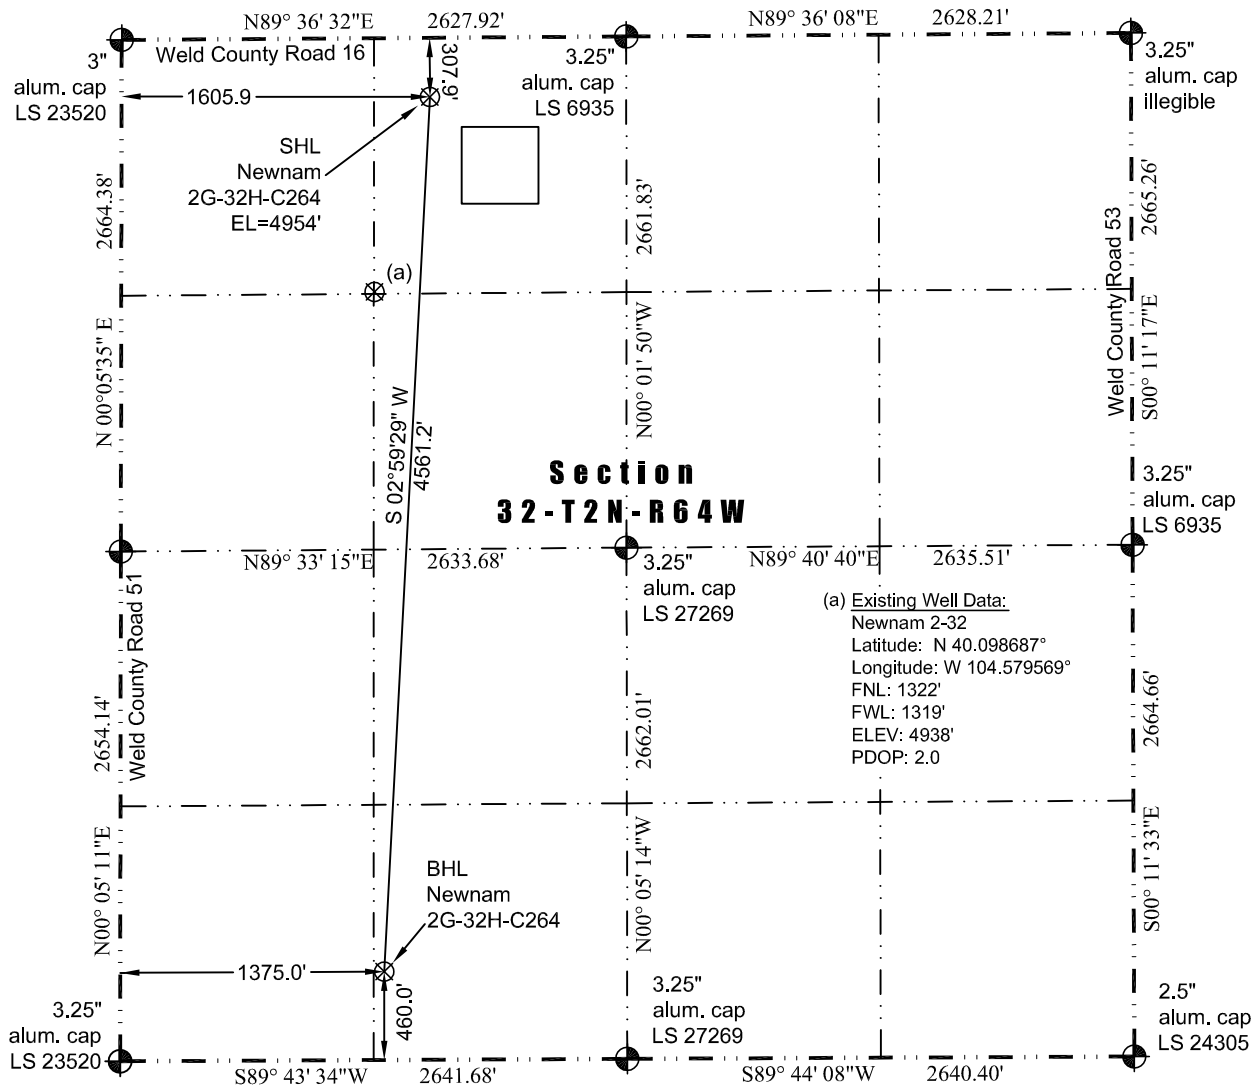 N89° 36' 32"E 2627.92' N89° 36' 08"E 2628.21'
Weld County Road 16
3"
alum. cap
LS 23520
307.9'
3.25"
alum. cap
LS 6935
3.25"
alum. cap
illegible
1605.9
SHL
Newnam
2G-32H-C264
EL=4954'
2664.38'
2661.83'
2665.26'
Weld County Road 53
(a)
N 00°05'35" E
S 02°59'29" W
4561.2'
N00° 01' 50"W
S00° 11' 17"E
Section
32-T2N-R64W
3.25"
alum. cap
LS 6935
N89° 33' 15"E 2633.68' N89° 40' 40"E 2635.51'
3.25"
alum. cap
LS 27269
Weld County Road 51
(a) Existing Well Data:
Newnam 2-32
Latitude: N 40.098687°
Longitude: W 104.579569°
FNL: 1322'
FWL: 1319'
ELEV: 4938'
PDOP: 2.0
2654.14'
2662.01'
2664.66'
N00° 05' 11"E
N00° 05' 14"W
S00° 11' 33"E
BHL
Newnam
2G-32H-C264
1375.0'
460.0'
3.25"
alum. cap
LS 23520
3.25"
alum. cap
LS 27269
2.5"
alum. cap
LS 24305
S89° 43' 34"W 2641.68' S89° 44' 08"W 2640.40'